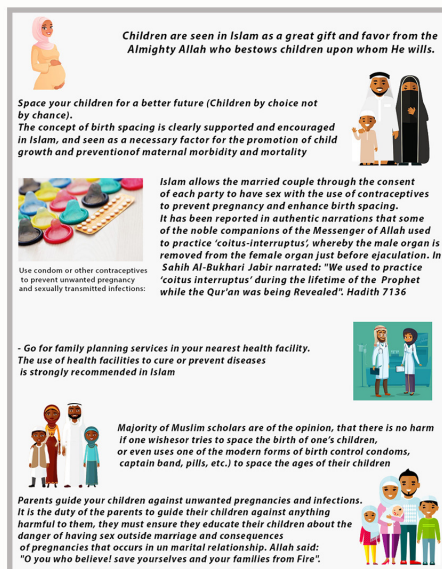 Children are seen in Islam as a great gift and favor from the
Almighty Allah who bestows children upon whom He wills.
Space your children for a better future (Children by choice not
by chance).
The concept of birth spacing is clearly supported and encouraged
in Islam, and seen as a necessary factor for the promotion of child
growth and preventionof maternal morbidity and mortality
Islam allows the married couple through the consent
of each party to have sex with the use of contraceptives
to prevent pregnancy and enhance birth spacing.
It has been reported in authentic narrations that some
of the noble companions of the Messenger of Allah used
to practice ‘coitus-interruptus’, whereby the male organ is
removed from the female organ just before ejaculation. In
Sahih Al-Bukhari Jabir narrated: "We used to practice
‘coitus interruptus’ during the lifetime of the Prophet
while the Qur'an was being Revealed". Hadith 7136
Use condom or other contraceptives
to prevent unwanted pregnancy
and sexually transmitted infections:
- Go for family planning services in your nearest health facility.
The use of health facilities to cure or prevent diseases
is strongly recommended in Islam
Majority of Muslim scholars are of the opinion, that there is no harm
if one wishesor tries to space the birth of one’s children,
or even uses one of the modern forms of birth control condoms,
captain band, pills, etc.) to space the ages of their children
Parents guide your children against unwanted pregnancies and infections.
It is the duty of the parents to guide their children against anything
harmful to them, they must ensure they educate their children about the
danger of having sex outside marriage and consequences
of pregnancies that occurs in un marital relationship. Allah said:
"O you who believe! save yourselves and your families from Fire".